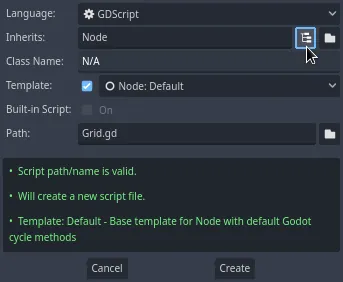 Language: GDScript
Inherits: Node
Class Name: N/A
Template: Node: Default
Built-in Script: On
Path: Grid.gd
• Script path/name is valid.
• Will create a new script file.
• Template: Default - Base template for Node with default Godot
cycle methods
Cancel Create